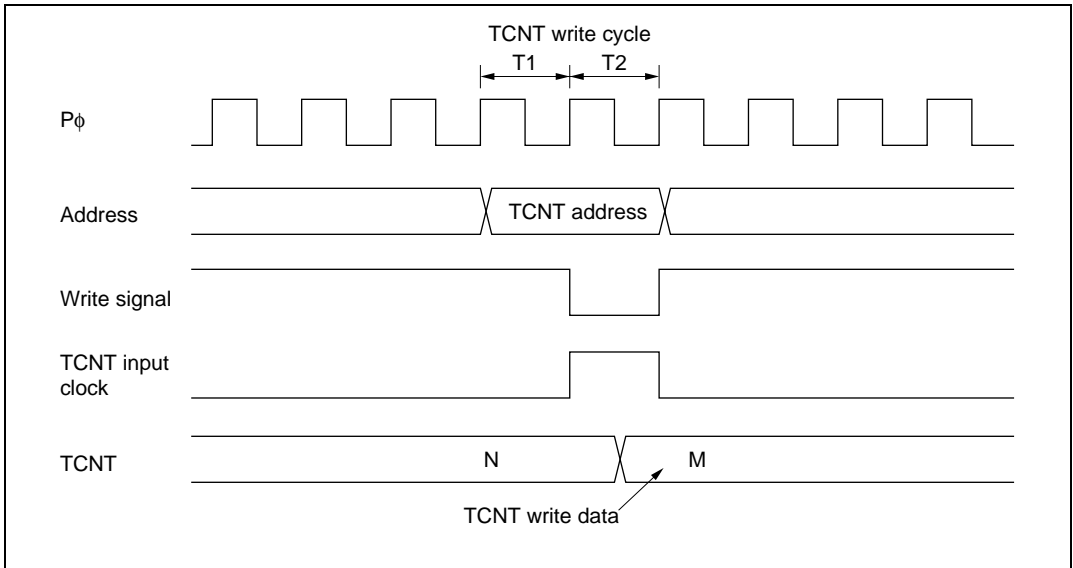 TCNT write cycle
T1 T2
Pϕ
Address TCNT address
Write signal
TCNT input
clock
TCNT N M
TCNT write data